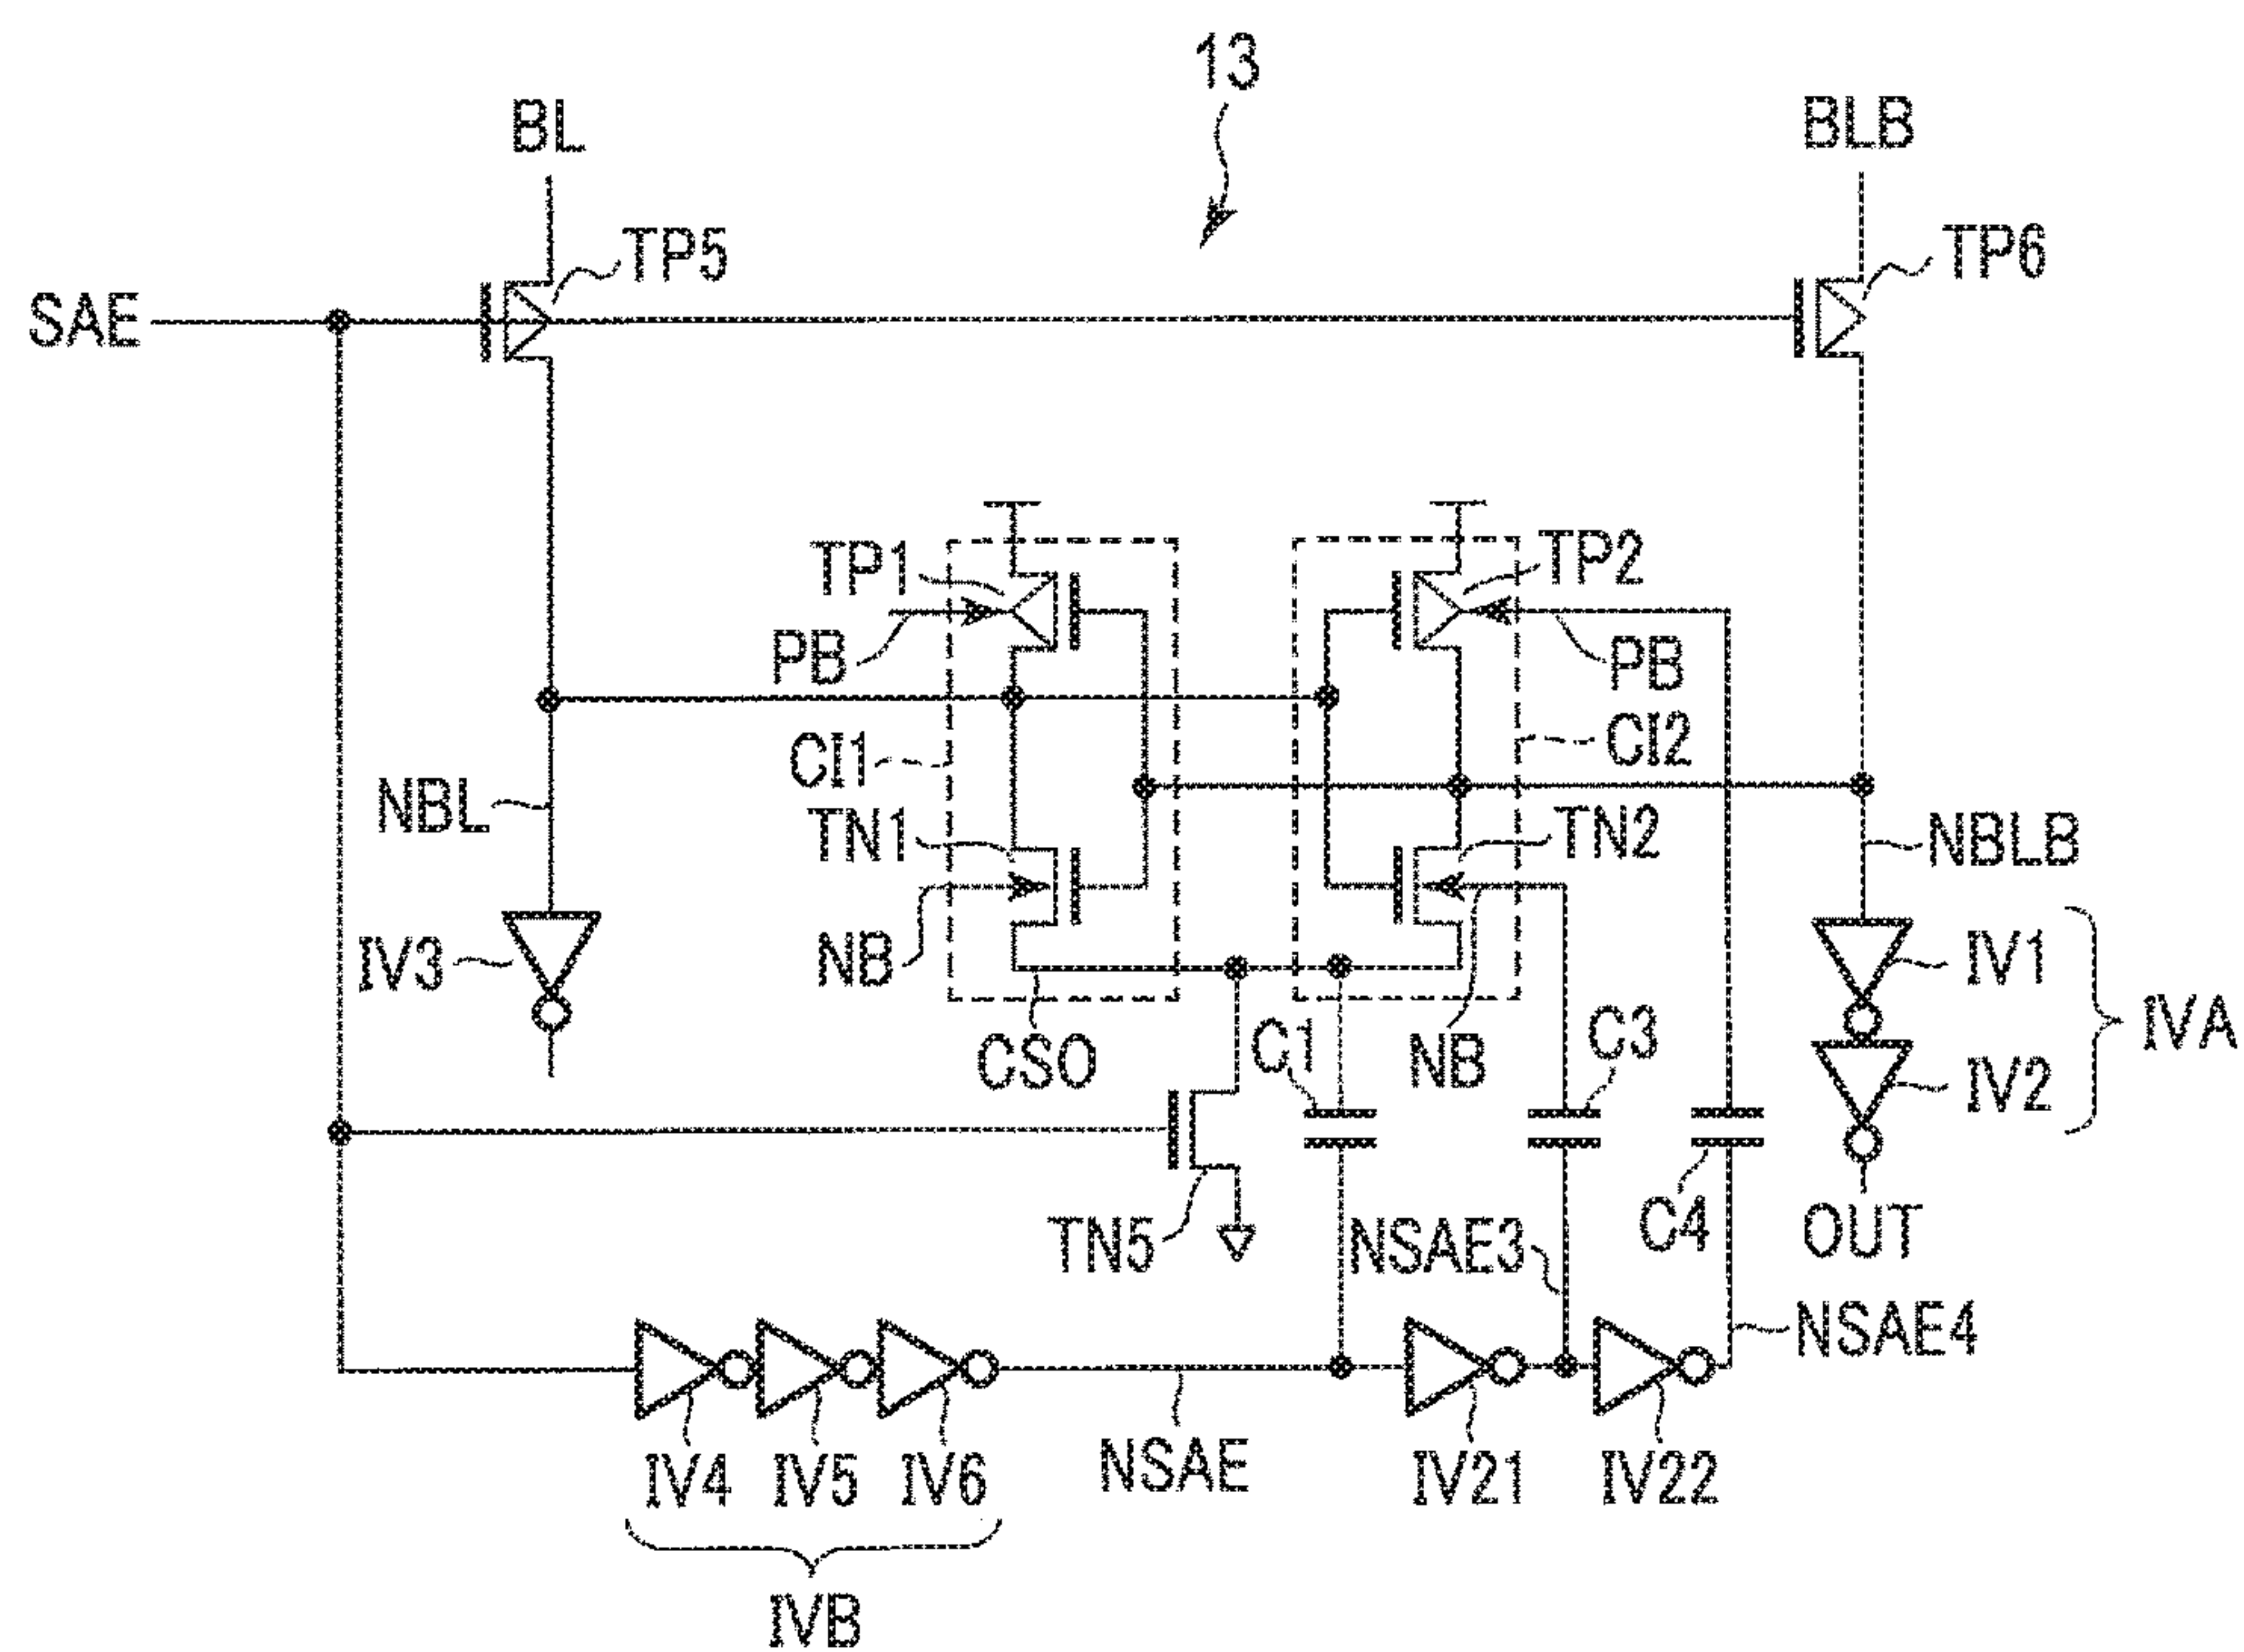 13
BL
BLB
TP5
TP6
SAE
TP1
TP2
PB
PB
CI1
CI2
NBL
TN1
TN2
NBLB
IV3
NB
IV1
IVA
CSO
C1
NB
C3
IV2
TN5
NSAE3
C4
OUT
NSAE4
IV4
IV5
IV6
NSAE
IV21
IV22
IVB